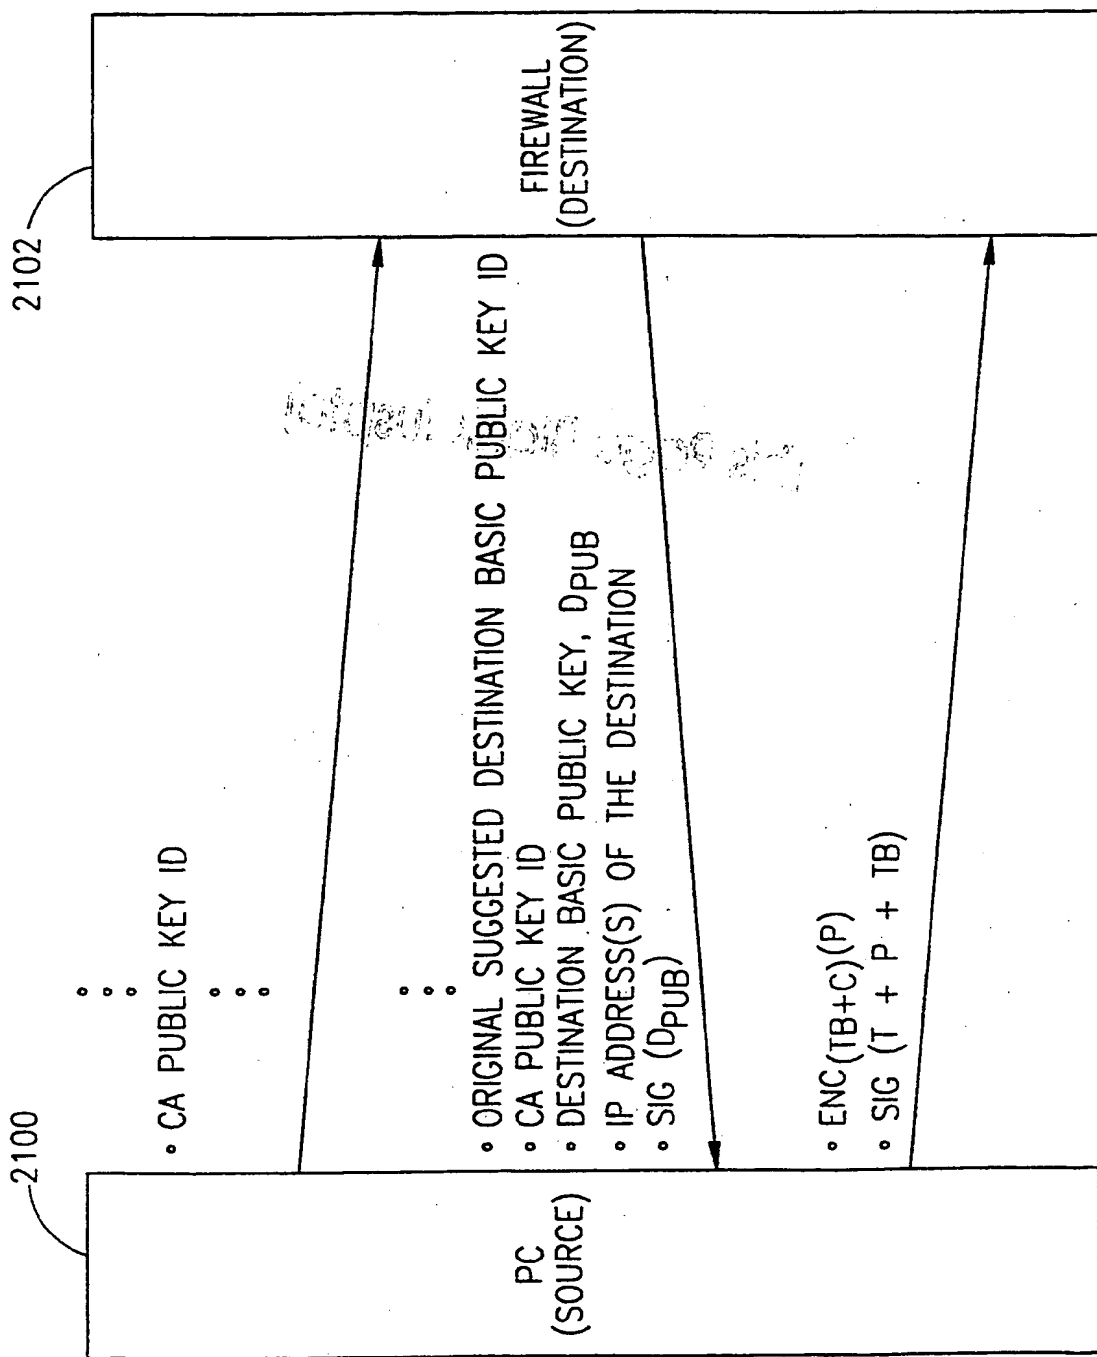 2100
2102
PC
(SOURCE)
FIREWALL
(DESTINATION)
• CA PUBLIC KEY ID
• ORIGINAL SUGGESTED DESTINATION BASIC PUBLIC KEY ID
• CA PUBLIC KEY ID
• DESTINATION BASIC PUBLIC KEY, DPUB
• IP ADDRESS(S) OF THE DESTINATION
• SIG (DPUB)
• ENC(TB+C)(P)
• SIG (T + P + TB)